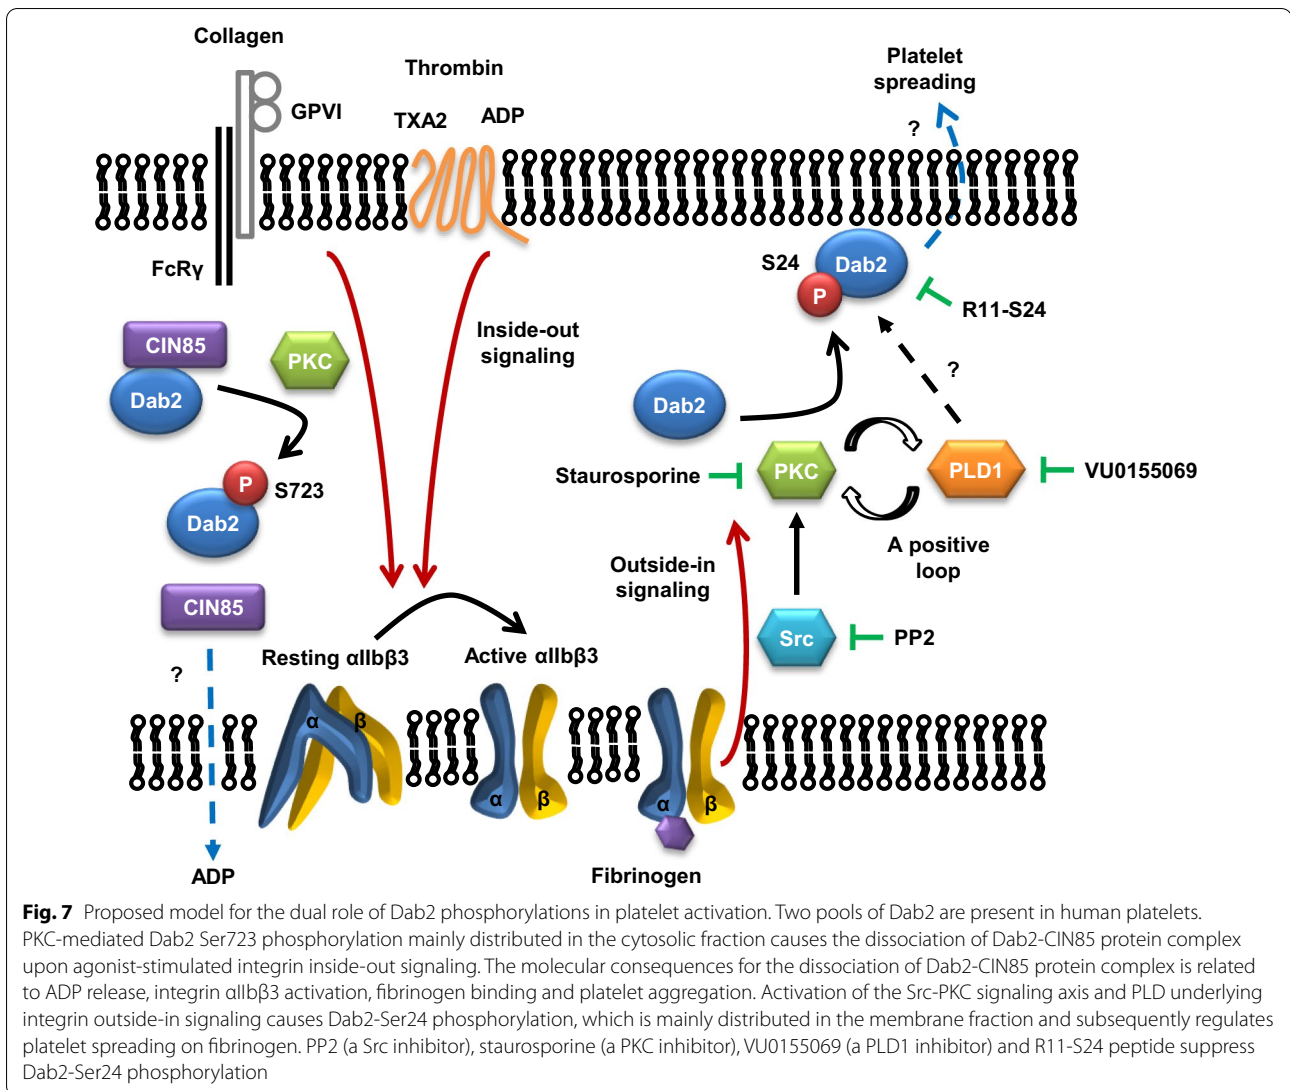 Collagen
GPVI
FcRγ
Thrombin
TXA2
ADP
Platelet
spreading
?
S24
Dab2
P
R11-S24
Inside-out
signaling
CIN85
Dab2
PKC
P
S723
Dab2
CIN85
?
ADP
Dab2
?
Staurosporine
PKC
PLD1
VU0155069
A positive
loop
Outside-in
signaling
Src
PP2
Resting αIIbβ3
Active αIIbβ3
α
β
α
β
α
β
Fibrinogen
Fig. 7 Proposed model for the dual role of Dab2 phosphorylations in platelet activation. Two pools of Dab2 are present in human platelets.
PKC-mediated Dab2 Ser723 phosphorylation mainly distributed in the cytosolic fraction causes the dissociation of Dab2-CIN85 protein complex
upon agonist-stimulated integrin inside-out signaling. The molecular consequences for the dissociation of Dab2-CIN85 protein complex is related
to ADP release, integrin αIIbβ3 activation, fibrinogen binding and platelet aggregation. Activation of the Src-PKC signaling axis and PLD underlying
integrin outside-in signaling causes Dab2-Ser24 phosphorylation, which is mainly distributed in the membrane fraction and subsequently regulates
platelet spreading on fibrinogen. PP2 (a Src inhibitor), staurosporine (a PKC inhibitor), VU0155069 (a PLD1 inhibitor) and R11-S24 peptide suppress
Dab2-Ser24 phosphorylation